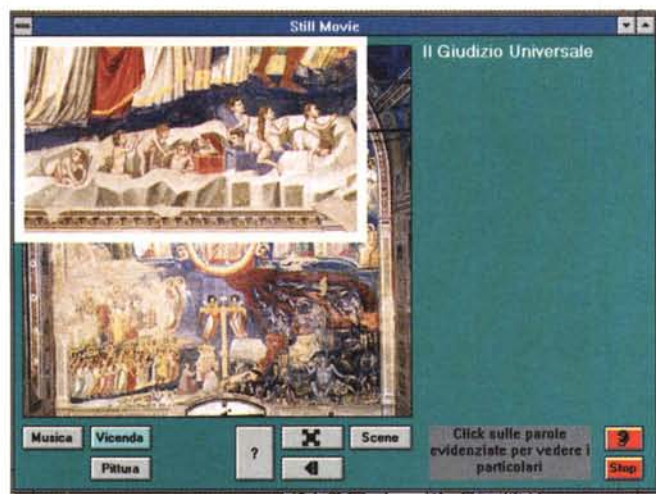 Still Movie
Il Giudizio Universale
Musica
Vicenda
?
Scene
Click sulle parole
evidenziate per vedere i
particolari
Pittura
Stop